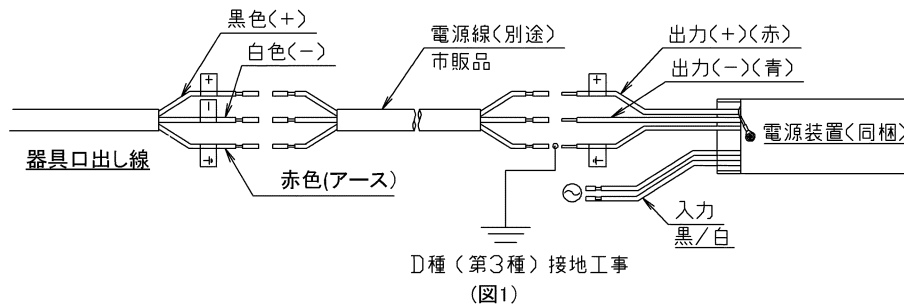 黒色(+)
白色(−)
電源線(別途)
市販品
出力(+)(赤)
出力(−)(青)
+
−
+
器具口出し線
赤色(アース)
電源装置(同梱)
入力
黒/白
D種(第3種)接地工事
(図1)